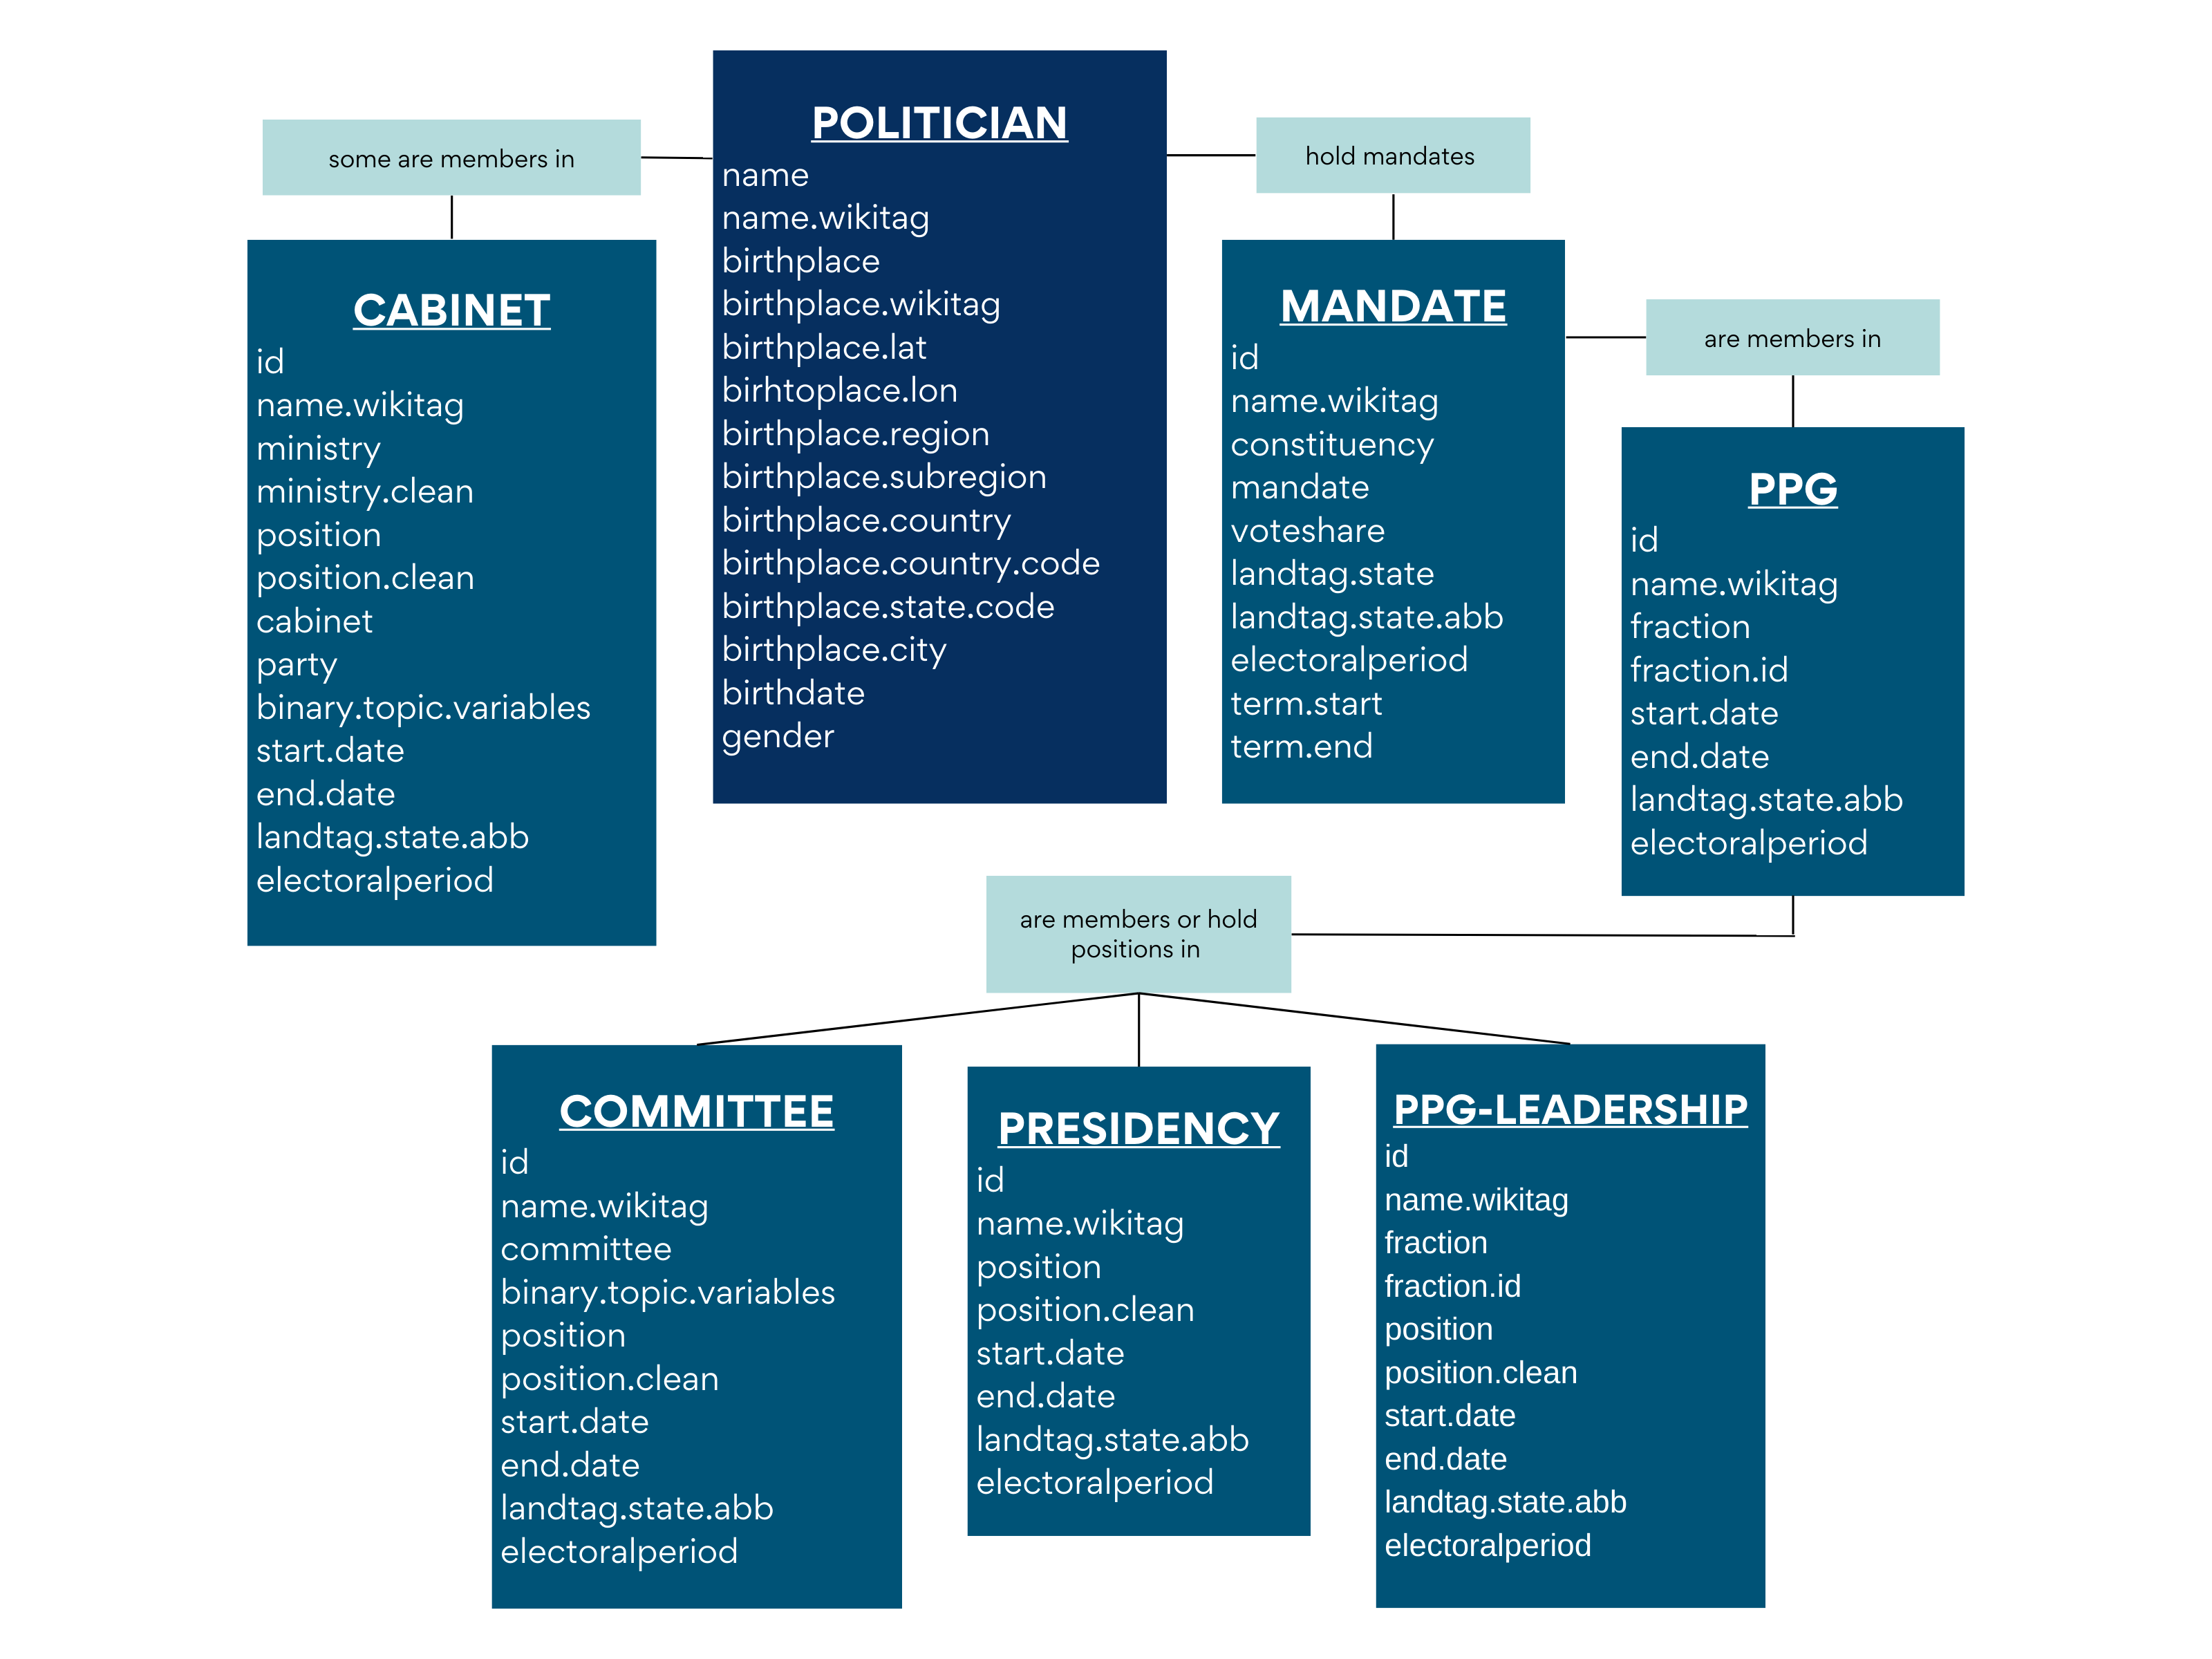 some are members in
POLITICIAN
name
name.wikitag
birthplace
birthplace.wikitag
birthplace.lat
birhtoplace.lon
birthplace.region
birthplace.subregion
birthplace.country
birthplace.country.code
birthplace.state.code
birthplace.city
birthdate
gender
hold mandates
CABINET
id
name.wikitag
ministry
ministry.clean
position
position.clean
cabinet
party
binary.topic.variables
start.date
end.date
landtag.state.abb
electoralperiod
MANDATE
id
name.wikitag
constituency
mandate
voteshare
landtag.state
landtag.state.abb
electoralperiod
term.start
term.end
are members in
PPG
id
name.wikitag
fraction
fraction.id
start.date
end.date
landtag.state.abb
electoralperiod
are members or hold
positions in
COMMITTEE
id
name.wikitag
committee
binary.topic.variables
position
position.clean
start.date
end.date
landtag.state.abb
electoralperiod
PRESIDENCY
id
name.wikitag
position
position.clean
start.date
end.date
landtag.state.abb
electoralperiod
PPG-LEADERSHIP
id
name.wikitag
fraction
fraction.id
position
position.clean
start.date
end.date
landtag.state.abb
electoralperiod